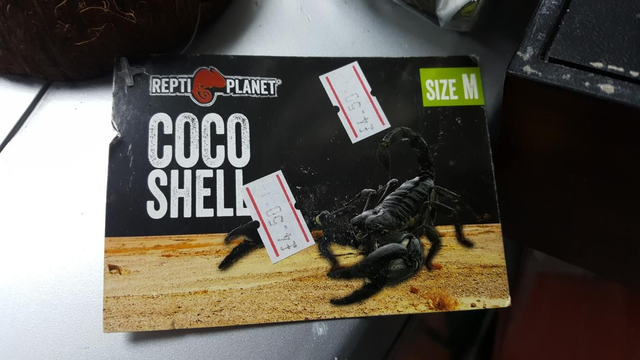 REPTI PLANET
SIZE M
COCO
SHELL
£4.50
£4.50